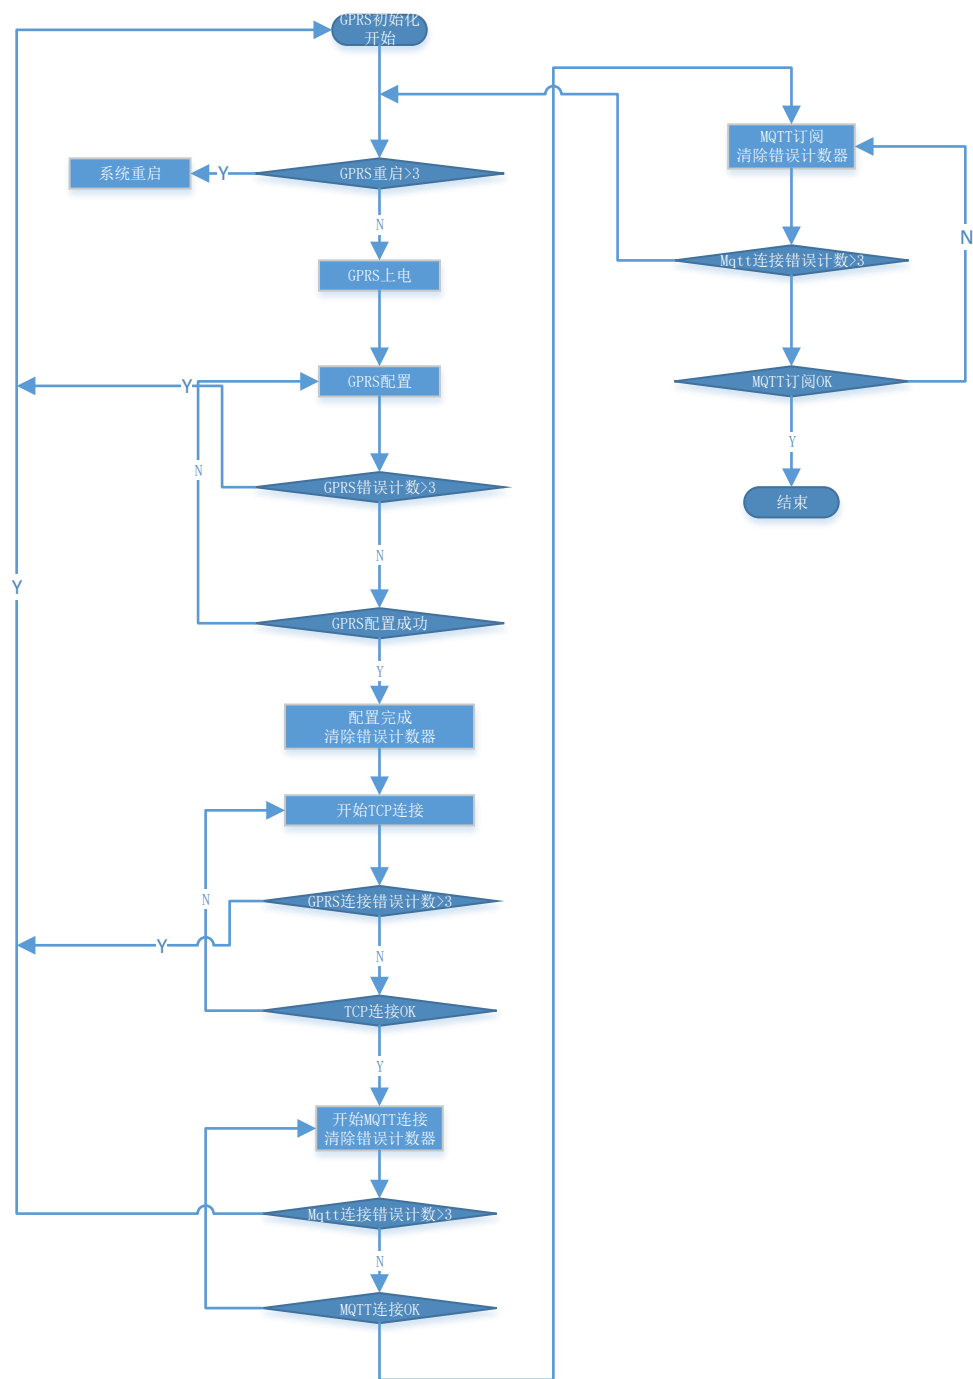 GPRS初始化
开始
GPRS重启>3
Y
系统重启
N
GPRS上电
GPRS配置
Y
N
GPRS错误计数>3
N
GPRS配置成功
Y
Y
配置完成
清除错误计数器
开始TCP连接
N
GPRS连接错误计数>3
Y
N
TCP连接OK
Y
开始MQTT连接
清除错误计数器
Mqtt连接错误计数>3
N
MQTT连接OK
MQTT订阅
清除错误计数器
N
Mqtt连接错误计数>3
MQTT订阅OK
Y
结束